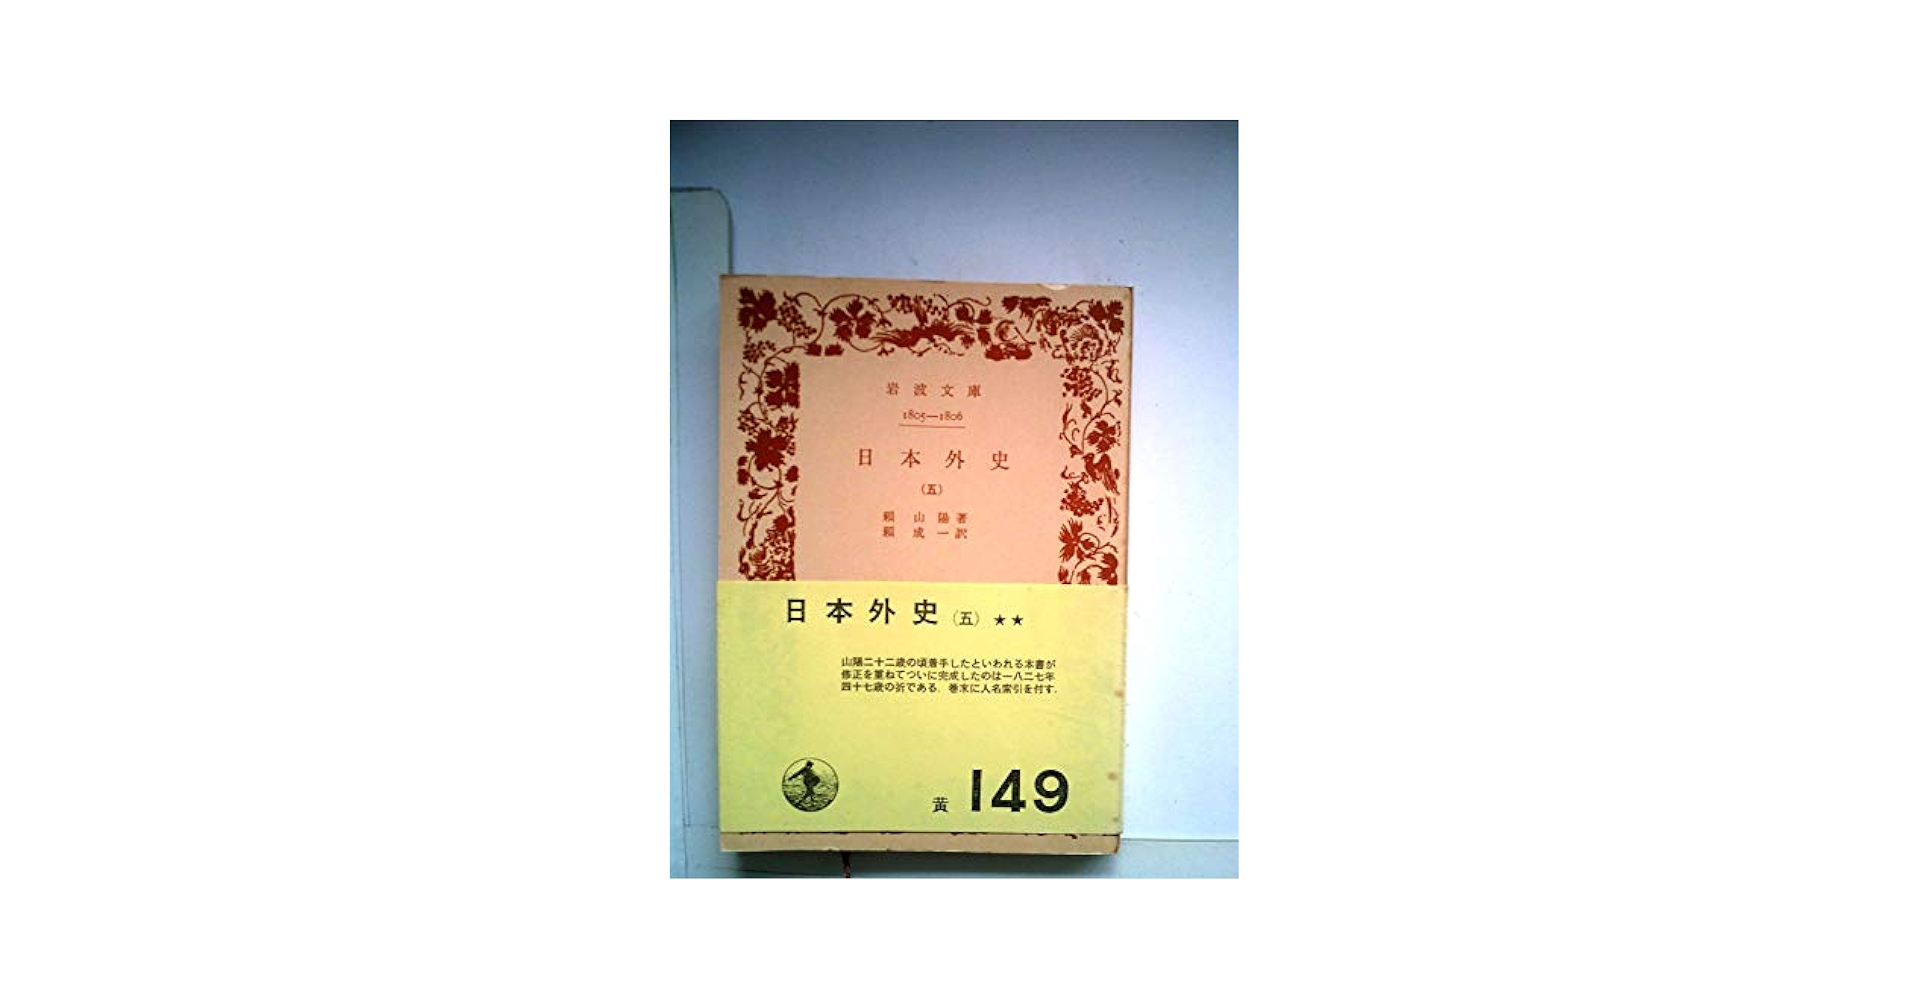 岩波文庫
1805—1806
日本外史
(五)
頼山陽著
頼成一訳
日本外史(五)★★
山陽二十二歳の頃着手したといわれる本書が
修正を重ねてついに完成したのは一八二七年
四十七歳の折である. 巻末に人名索引を付す.
黄 149